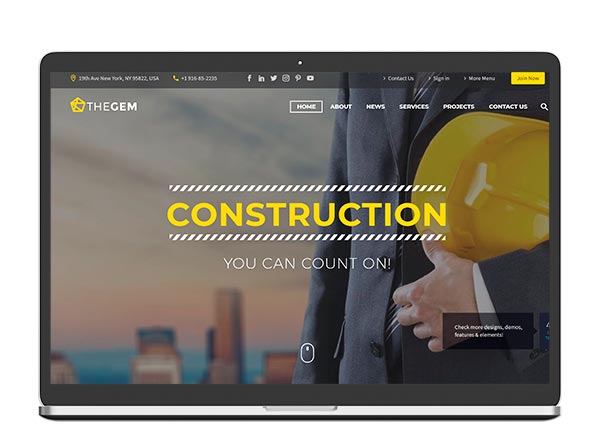 19th Ave New York, NY 95822, USA +1 916-85-2235 Contact Us Sign in More Menu Join Now
THEGEM HOME ABOUT NEWS SERVICES PROJECTS CONTACT US
CONSTRUCTION
YOU CAN COUNT ON!
Check more designs, demos,
features & elements!